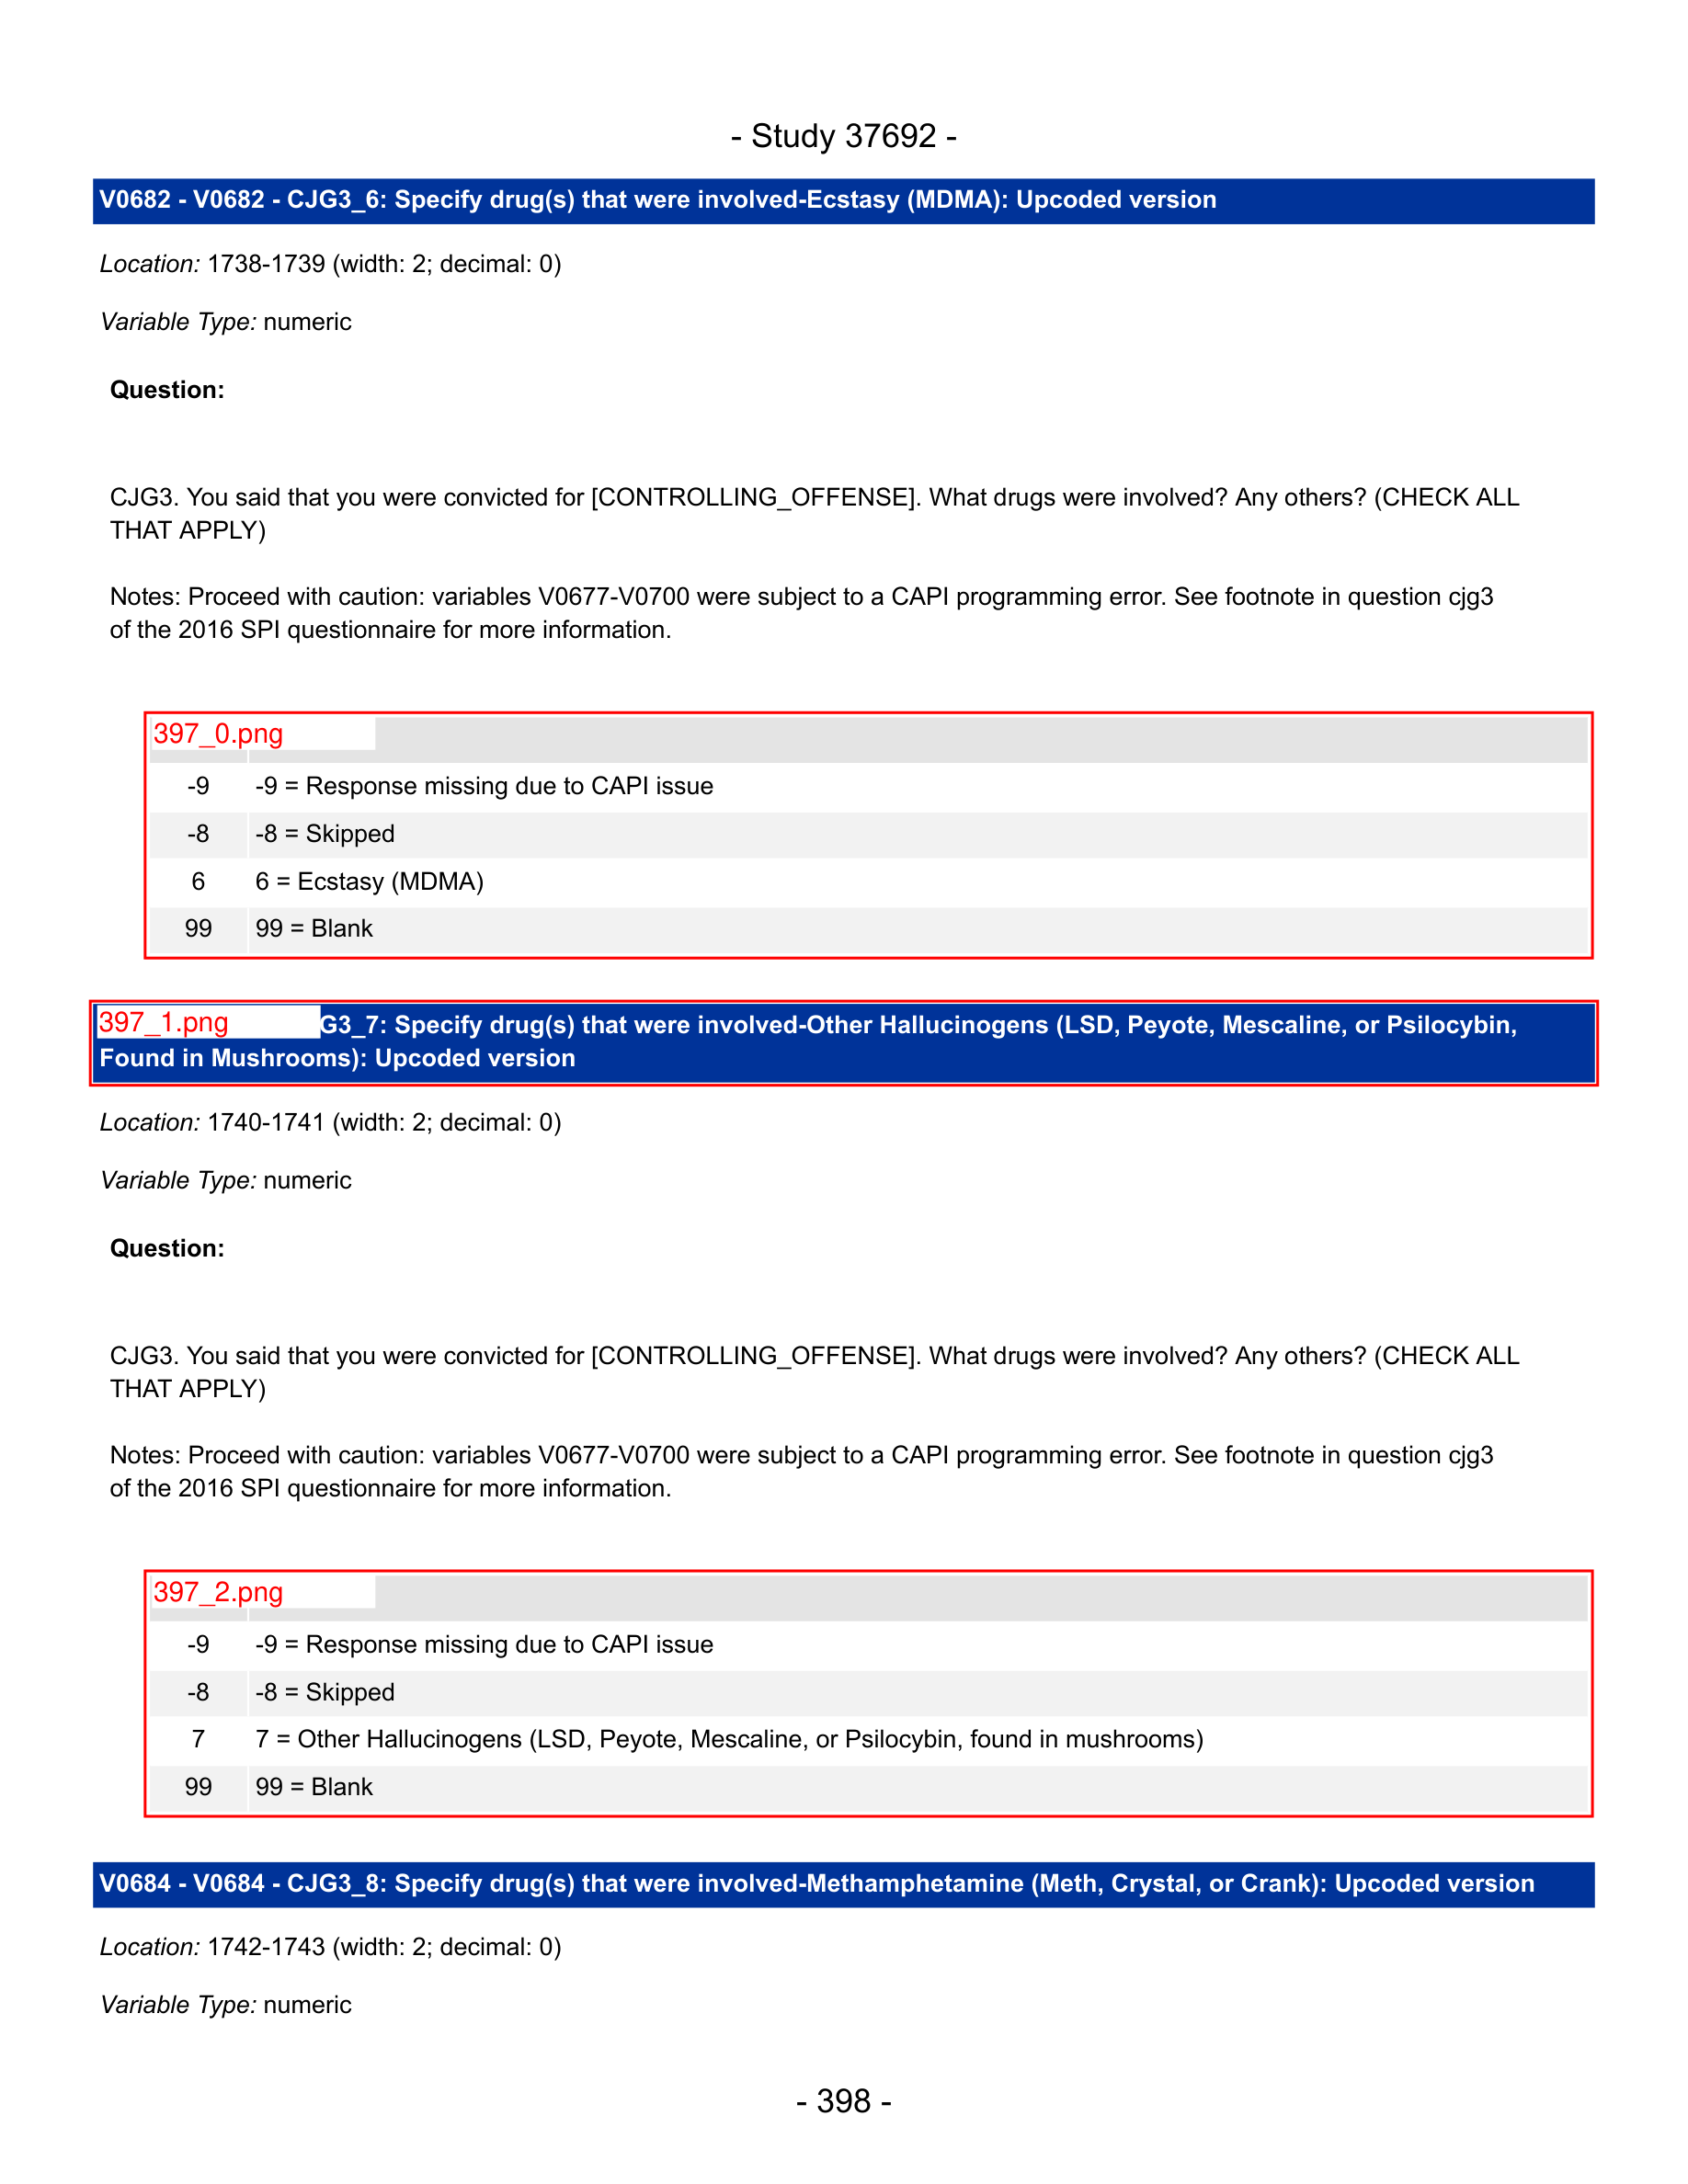 - Study 37692 -
V0682 - V0682 - CJG3_6: Specify drug(s) that were involved-Ecstasy (MDMA): Upcoded version
Location: 1738-1739 (width: 2; decimal: 0)
Variable Type: numeric
Question:
CJG3. You said that you were convicted for [CONTROLLING_OFFENSE]. What drugs were involved? Any others? (CHECK ALL
THAT APPLY)
Notes: Proceed with caution: variables V0677-V0700 were subject to a CAPI programming error. See footnote in question cjg3
of the 2016 SPI questionnaire for more information.
397_0.png
-9 -9 = Response missing due to CAPI issue
-8 -8 = Skipped
6 6 = Ecstasy (MDMA)
99 99 = Blank
397_1.png G3_7: Specify drug(s) that were involved-Other Hallucinogens (LSD, Peyote, Mescaline, or Psilocybin,
Found in Mushrooms): Upcoded version
Location: 1740-1741 (width: 2; decimal: 0)
Variable Type: numeric
Question:
CJG3. You said that you were convicted for [CONTROLLING_OFFENSE]. What drugs were involved? Any others? (CHECK ALL
THAT APPLY)
Notes: Proceed with caution: variables V0677-V0700 were subject to a CAPI programming error. See footnote in question cjg3
of the 2016 SPI questionnaire for more information.
397_2.png
-9 -9 = Response missing due to CAPI issue
-8 -8 = Skipped
7 7 = Other Hallucinogens (LSD, Peyote, Mescaline, or Psilocybin, found in mushrooms)
99 99 = Blank
V0684 - V0684 - CJG3_8: Specify drug(s) that were involved-Methamphetamine (Meth, Crystal, or Crank): Upcoded version
Location: 1742-1743 (width: 2; decimal: 0)
Variable Type: numeric
- 398 -